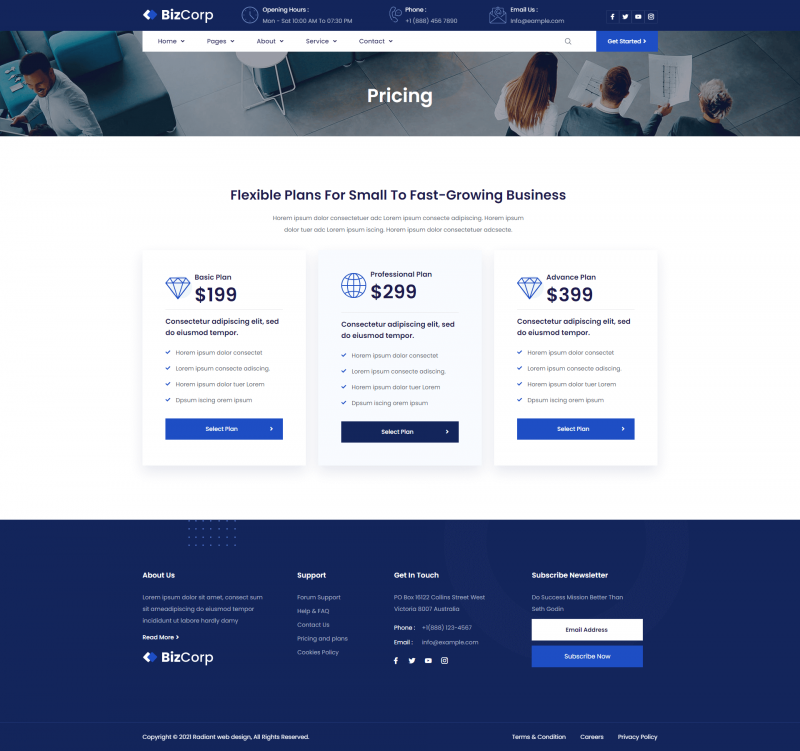 BizCorp
Opening Hours :
Mon - Sat 10:00 AM To 07:30 PM
Phone :
+1 (888) 456 7890
Email Us :
Info@example.com
Home
Pages
About
Service
Contact
Get Started
Pricing
Flexible Plans For Small To Fast-Growing Business
Horem ipsum dolor consectetuer adc Lorem ipsum consecte adipiscing. Horem ipsum
dolor tuer adc Lorem ipsum iscing. Horem ipsum dolor consectetuer adcsecte.
Basic Plan
$199
Consectetur adipiscing elit, sed
do eiusmod tempor.
Horem ipsum dolor consectet
Lorem ipsum consecte adiscing.
Horem ipsum dolor tuer Lorem
Dpsum iscing orem ipsum
Select Plan
Professional Plan
$299
Consectetur adipiscing elit, sed
do eiusmod tempor.
Horem ipsum dolor consectet
Lorem ipsum consecte adiscing.
Horem ipsum dolor tuer Lorem
Dpsum iscing orem ipsum
Select Plan
Advance Plan
$399
Consectetur adipiscing elit, sed
do eiusmod tempor.
Horem ipsum dolor consectet
Lorem ipsum consecte adiscing.
Horem ipsum dolor tuer Lorem
Dpsum iscing orem ipsum
Select Plan
About Us
Lorem ipsum dolor sit amet, consect sum
sit ameadipiscing do eiusmod tempor
incididunt ut labore hardly damy
Read More
BizCorp
Support
Forum Support
Help & FAQ
Contact Us
Pricing and plans
Cookies Policy
Get In Touch
PO Box 16122 Collins Street West
Victoria 8007 Australia
Phone : +1(888) 123-4567
Email : info@example.com
Subscribe Newsletter
Do Success Mission Better Than
Seth Godin
Email Address
Subscribe Now
Copyright © 2021 Radiant web design, All Rights Reserved.
Terms & Condition
Careers
Privacy Policy